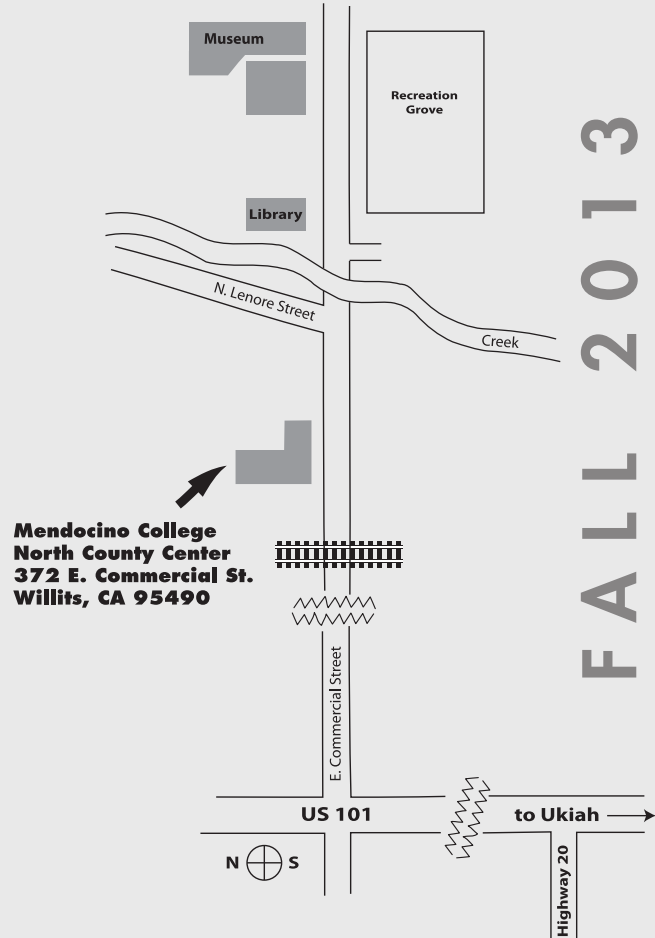 Museum
Recreation
Grove
Library
N. Lenore Street
Creek
Mendocino College
North County Center
372 E. Commercial St.
Willits, CA 95490
E. Commercial Street
US 101
to Ukiah
N S
Highway 20
FALL 2013